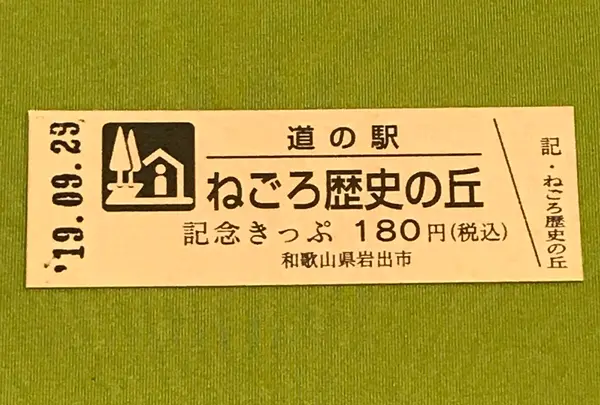 '19.09.29
道の駅
ねごろ歴史の丘
記念きっぷ 180円(税込)
和歌山県岩出市
記・ねごろ歴史の丘